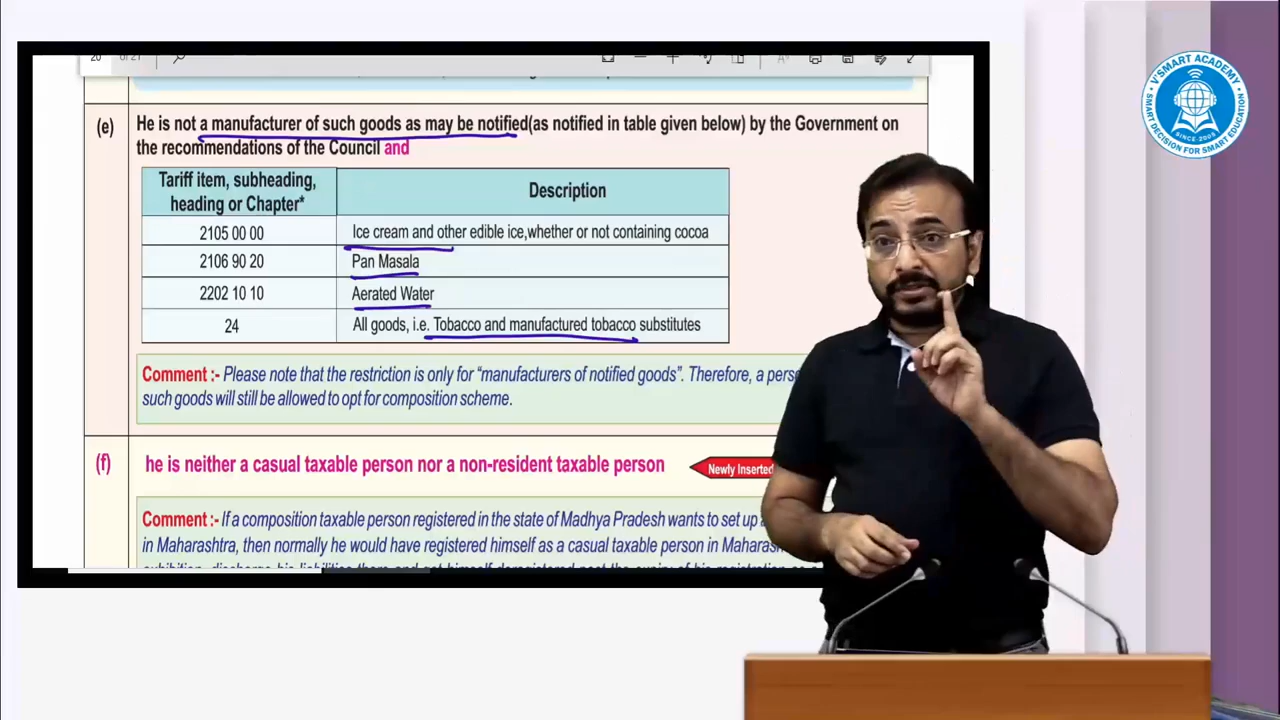 20 of 21
(e) He is not a manufacturer of such goods as may be notified(as notified in table given below) by the Government on
the recommendations of the Council and
Tariff item, subheading,
heading or Chapter*
Description
2105 00 00 Ice cream and other edible ice,whether or not containing cocoa
2106 90 20 Pan Masala
2202 10 10 Aerated Water
24 All goods, i.e. Tobacco and manufactured tobacco substitutes
Comment :- Please note that the restriction is only for “manufacturers of notified goods”. Therefore, a
such goods will still be allowed to opt for composition scheme.
(f) he is neither a casual taxable person nor a non-resident taxable person
Newly Inserted
Comment :- If a composition taxable person registered in the state of Madhya Pradesh wants to set up
in Maharashtra, then normally he would have registered himself as a casual taxable person in
V'SMART ACADEMY
SINCE 2005
SMART DECISION FOR SMART EDUCATION